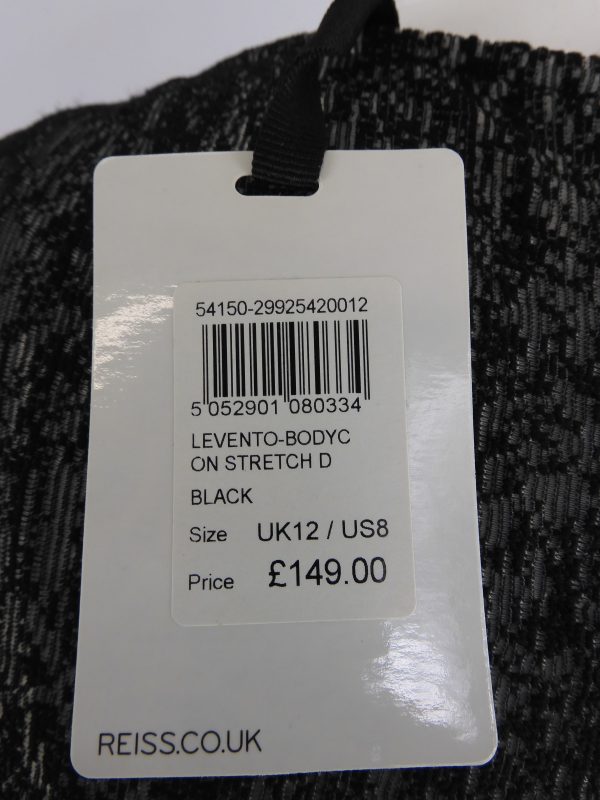 54150-29925420012
5 052901 080334
LEVENTO-BODYC
ON STRETCH D
BLACK
Size UK12 / US8
Price £149.00
REISS.CO.UK